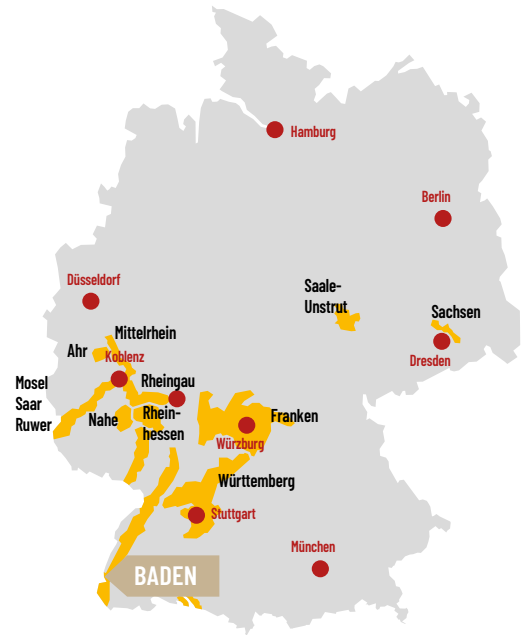 Hamburg
Berlin
Düsseldorf
Saale-
Unstrut
Sachsen
Dresden
Mittelrhein
Ahr
Koblenz
Mosel
Saar
Ruwer
Rheingau
Nahe
Rhein-
hessen
Franken
Würzburg
Württemberg
Stuttgart
München
BADEN